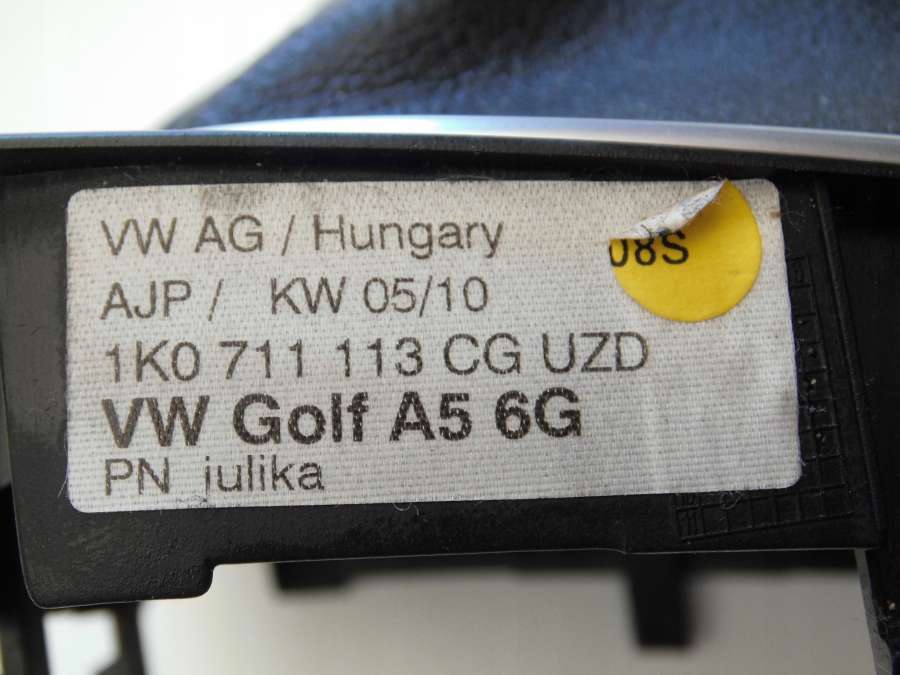 VW AG / Hungary
08S
AJP / KW 05/10
1K0 711 113 CG UZD
VW Golf A5 6G
PN julika